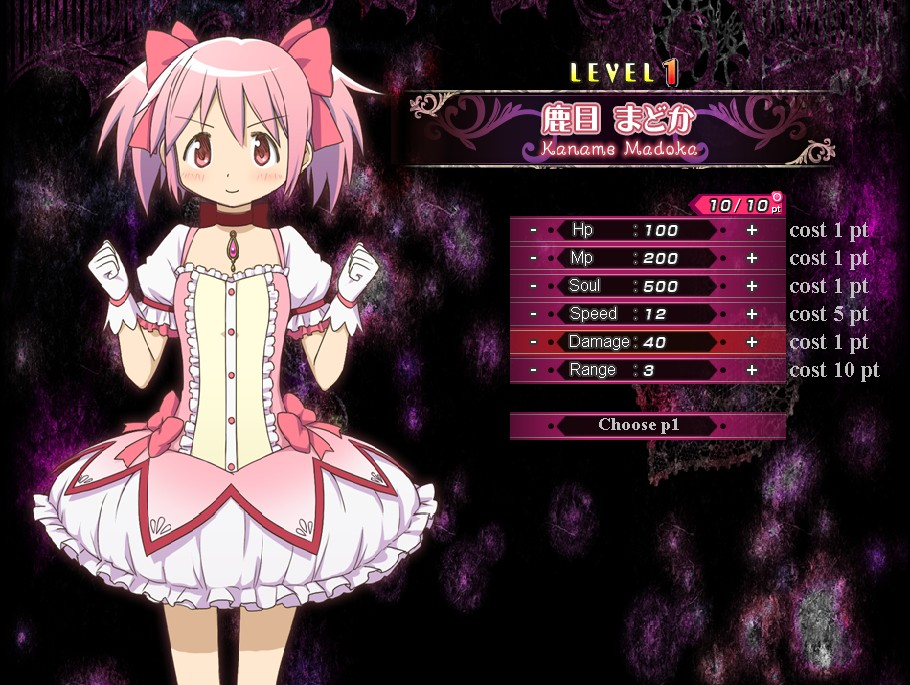 LEVEL 1
鹿目 まどか
Kaname Madoka
10/10 pt
- Hp : 100 + cost 1 pt
- Mp : 200 + cost 1 pt
- Soul : 500 + cost 1 pt
- Speed : 12 + cost 5 pt
- Damage : 40 + cost 1 pt
- Range : 3 + cost 10 pt
Choose p1